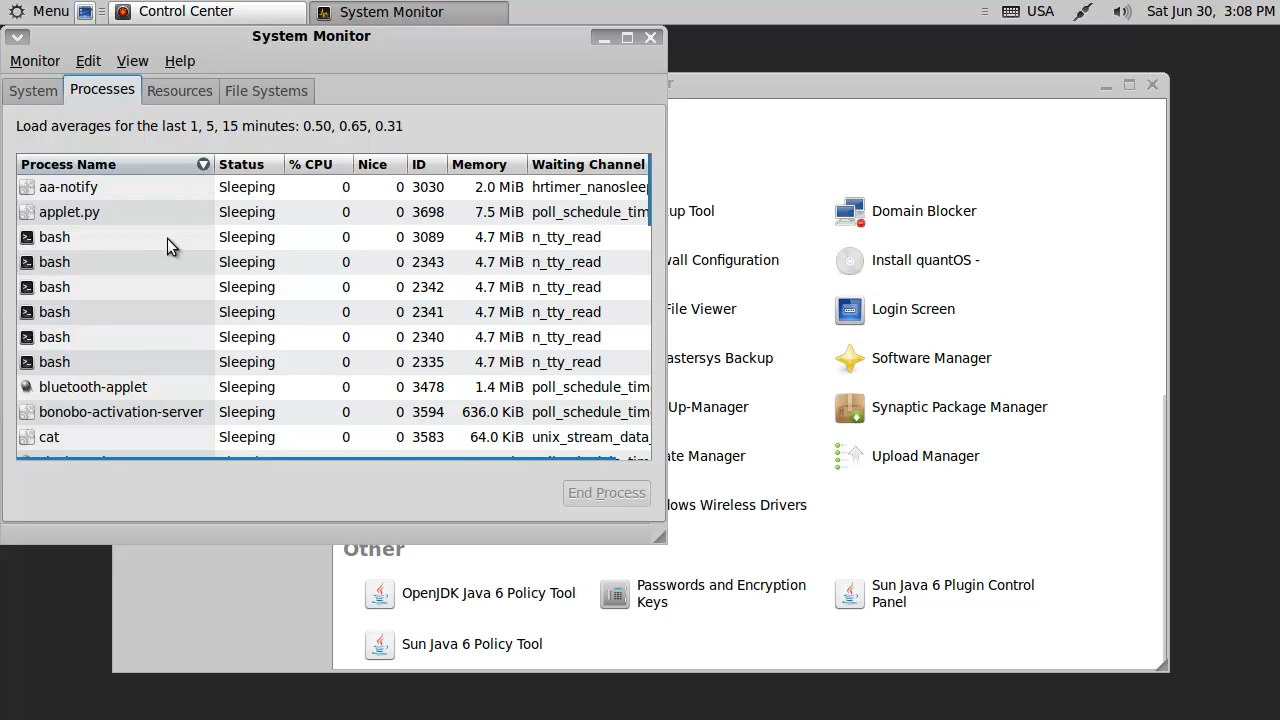 Menu Control Center System Monitor USA Sat Jun 30, 3:08 PM
System Monitor
Monitor Edit View Help
System Processes Resources File Systems
Load averages for the last 1, 5, 15 minutes: 0.50, 0.65, 0.31
Process Name Status % CPU Nice ID Memory Waiting Channel
aa-notify Sleeping 0 0 3030 2.0 MiB hrtimer_nanosleep
applet.py Sleeping 0 0 3698 7.5 MiB poll_schedule_tim
bash Sleeping 0 0 3089 4.7 MiB n_tty_read
bash Sleeping 0 0 2343 4.7 MiB n_tty_read
bash Sleeping 0 0 2342 4.7 MiB n_tty_read
bash Sleeping 0 0 2341 4.7 MiB n_tty_read
bash Sleeping 0 0 2340 4.7 MiB n_tty_read
bash Sleeping 0 0 2335 4.7 MiB n_tty_read
bluetooth-applet Sleeping 0 0 3478 1.4 MiB poll_schedule_tim
bonobo-activation-server Sleeping 0 0 3594 636.0 KiB poll_schedule_tim
cat Sleeping 0 0 3583 64.0 KiB unix_stream_data_
End Process
up Tool Domain Blocker
wall Configuration Install quantOS -
File Viewer Login Screen
astersys Backup Software Manager
Up-Manager Synaptic Package Manager
ate Manager Upload Manager
lows Wireless Drivers
Other
OpenJDK Java 6 Policy Tool
Passwords and Encryption
Keys
Sun Java 6 Plugin Control
Panel
Sun Java 6 Policy Tool